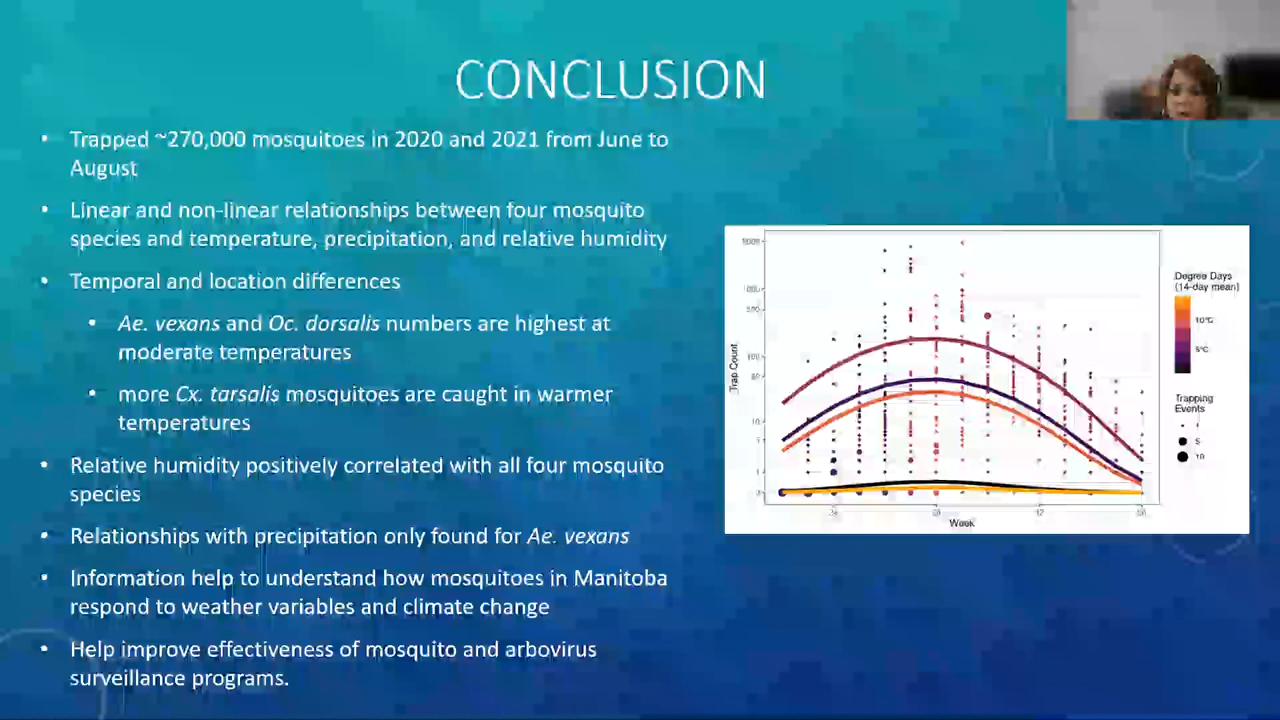 CONCLUSION
• Trapped ~270,000 mosquitoes in 2020 and 2021 from June to
August
• Linear and non-linear relationships between four mosquito
species and temperature, precipitation, and relative humidity
• Temporal and location differences
• Ae. vexans and Oc. dorsalis numbers are highest at
moderate temperatures
• more Cx. tarsalis mosquitoes are caught in warmer
temperatures
• Relative humidity positively correlated with all four mosquito
species
• Relationships with precipitation only found for Ae. vexans
• Information help to understand how mosquitoes in Manitoba
respond to weather variables and climate change
• Help improve effectiveness of mosquito and arbovirus
surveillance programs.
Trap Count
Week
Degree Days
(14-day mean)
10°C
5°C
Trapping
Events
5
10